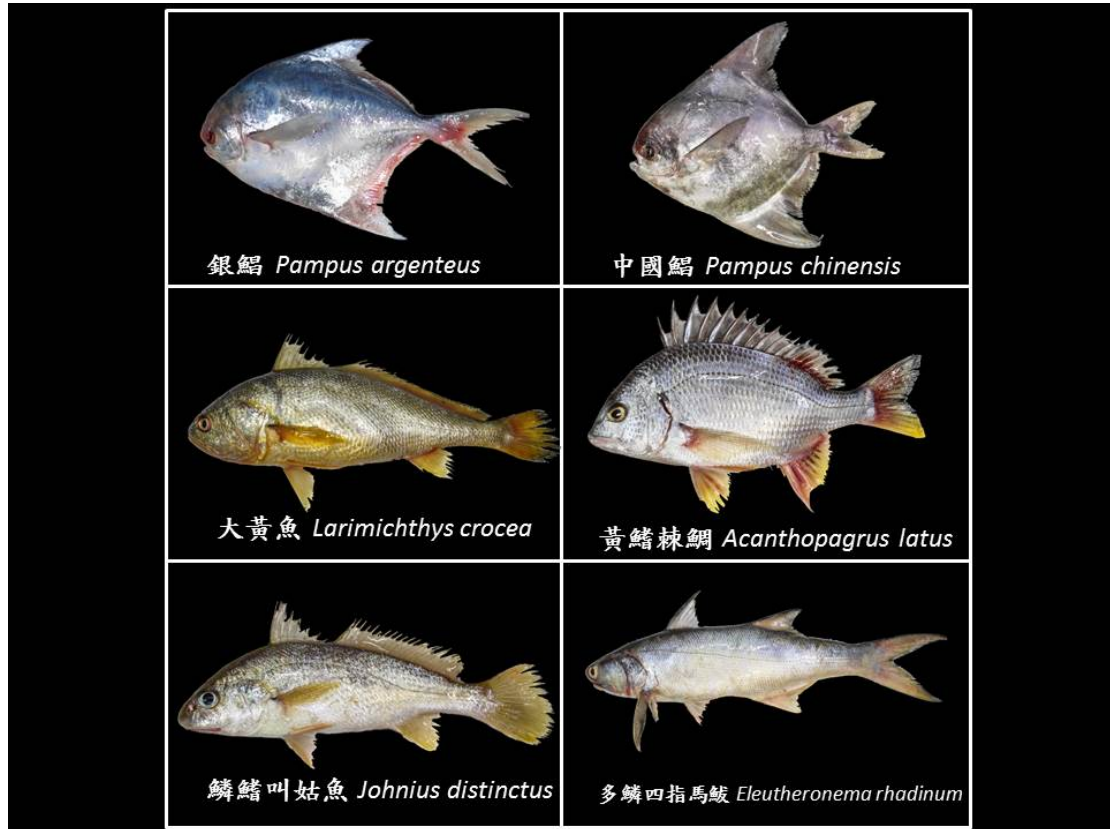 銀鯧 Pampus argenteus
中國鯧 Pampus chinensis
大黃魚 Larimichthys crocea
黃鰭棘鯛 Acanthopagrus latus
鱗鰭叫姑魚 Johnius distinctus
多鱗四指馬鮁 Eleutheronema rhadinum